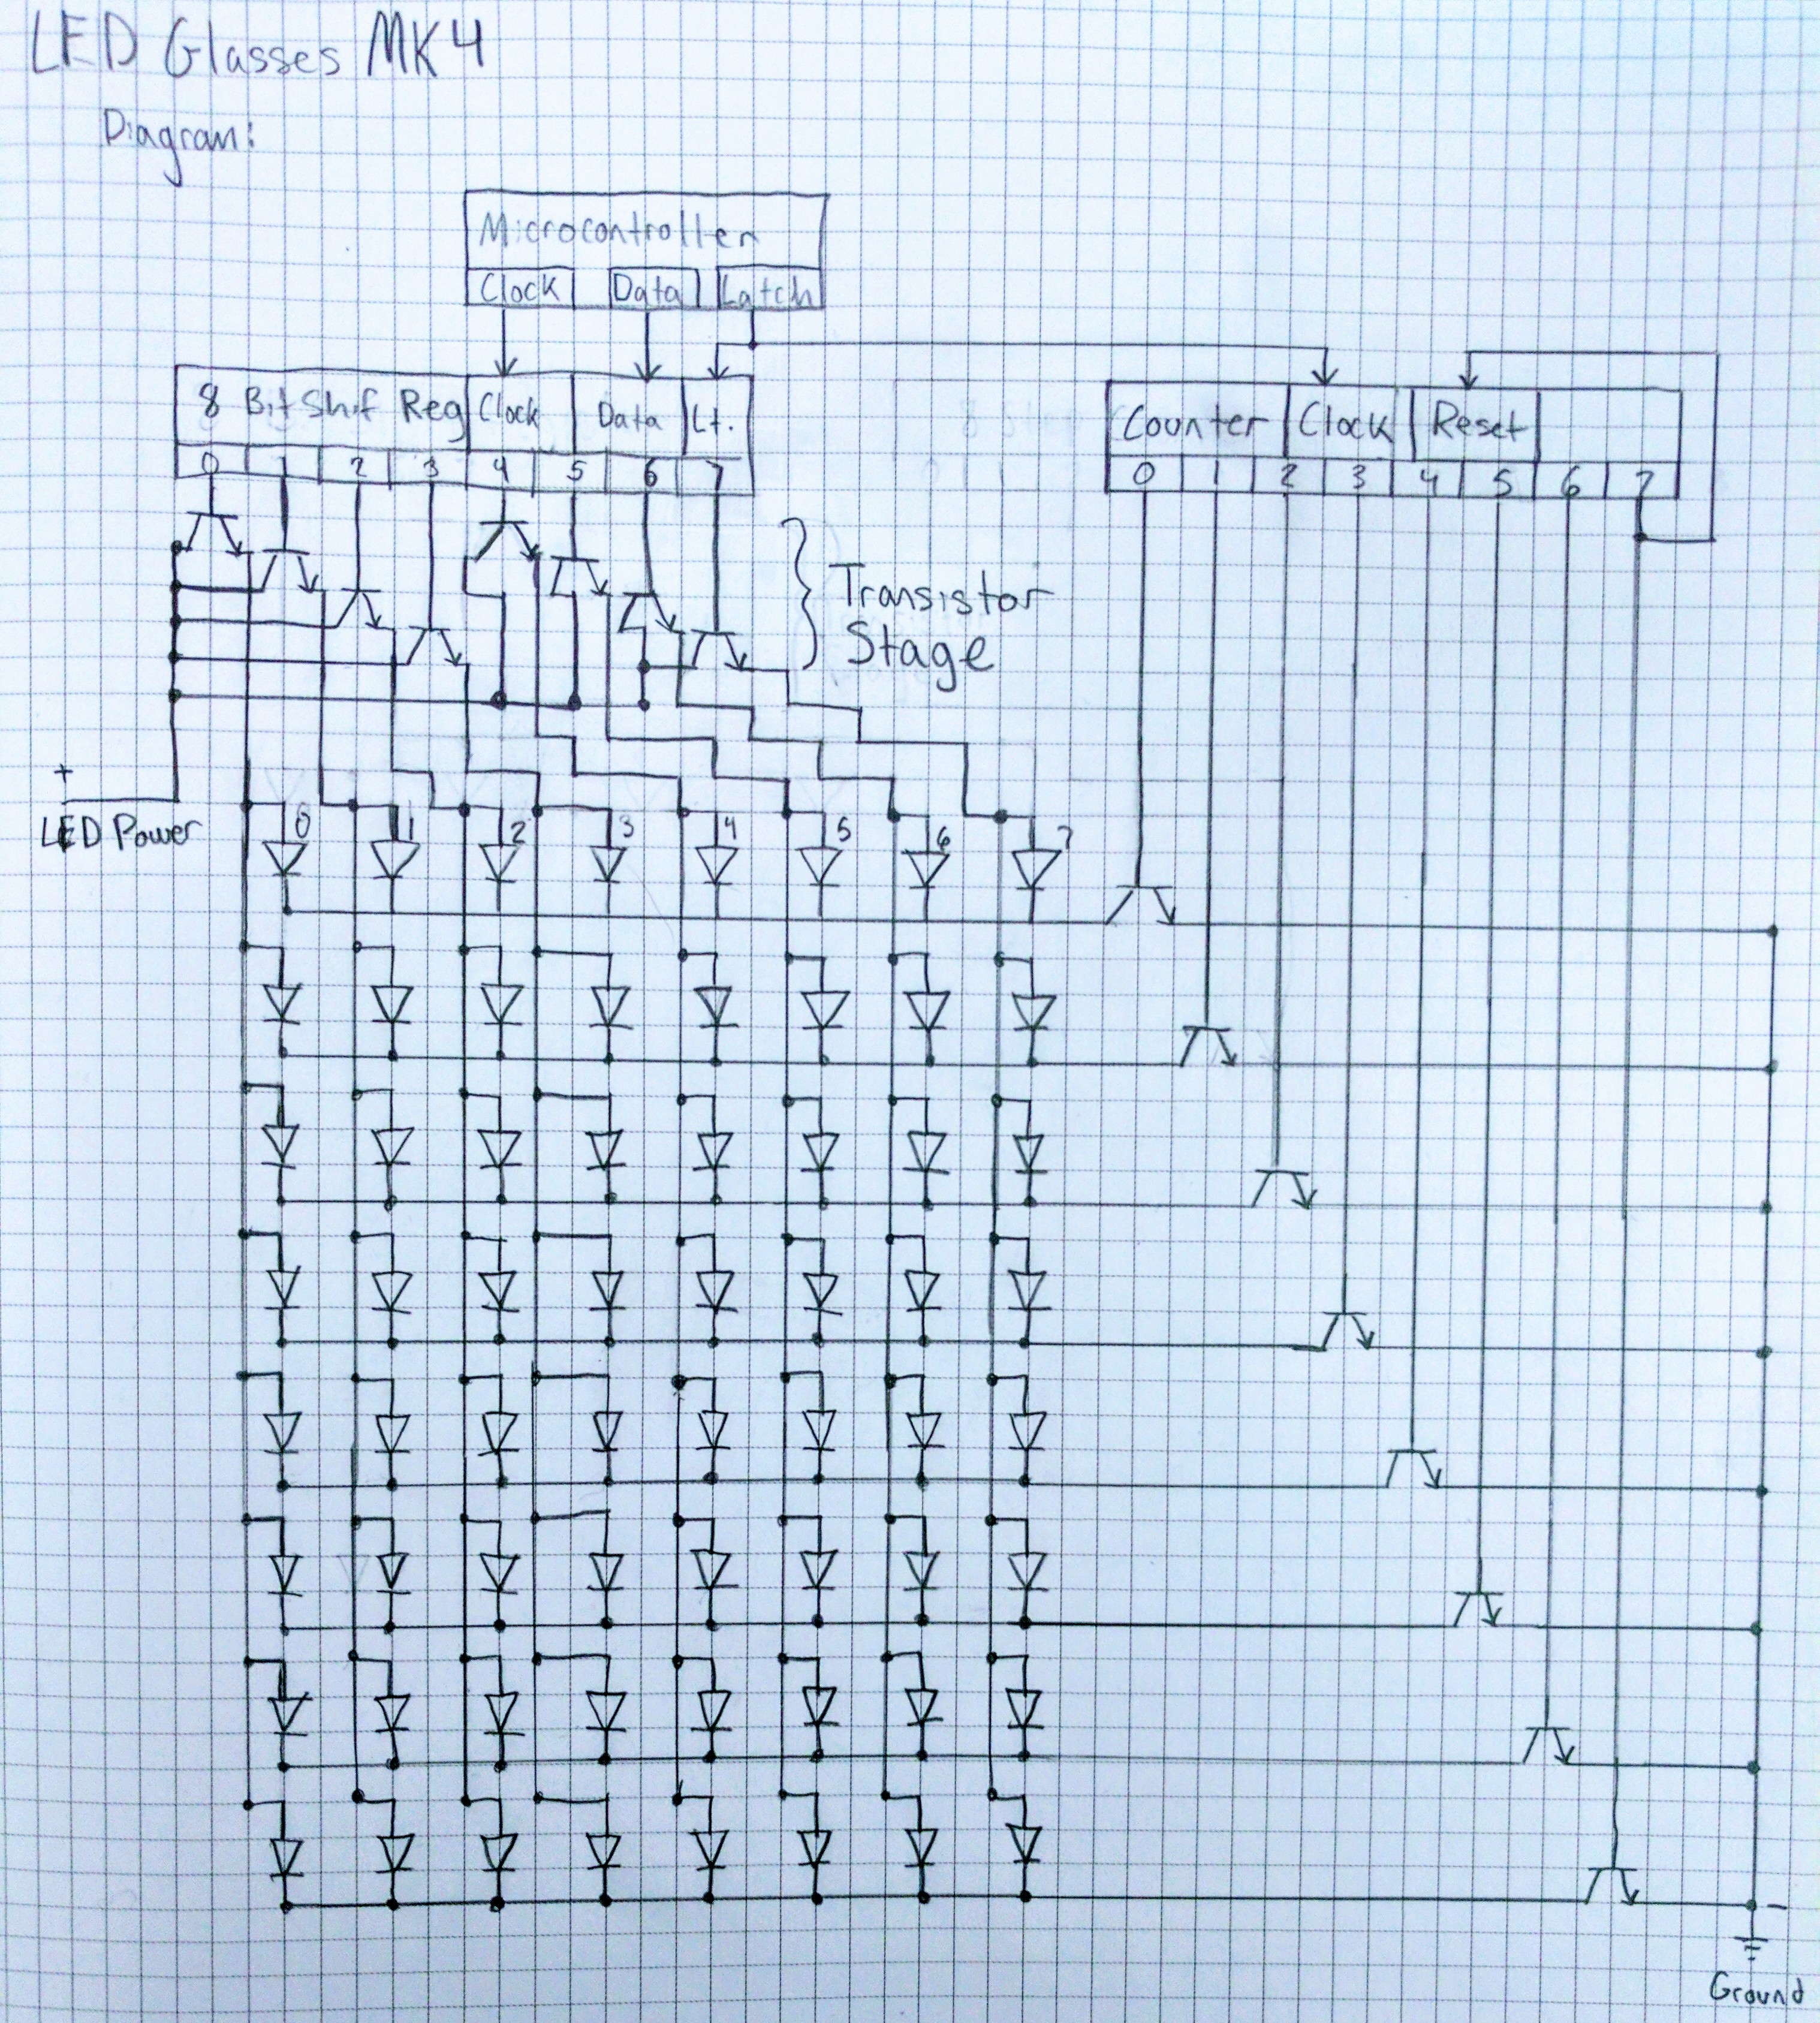 LED Glasses MK4
Diagram:
Microcontroller
Clock Data Latch
8 Bit Shif Reg Clock Data Lt.
0 1 2 3 4 5 6 7
Counter Clock Reset
0 1 2 3 4 5 6 7
Transistor
Stage
+
LED Power
0 1 2 3 4 5 6 7
-
Ground